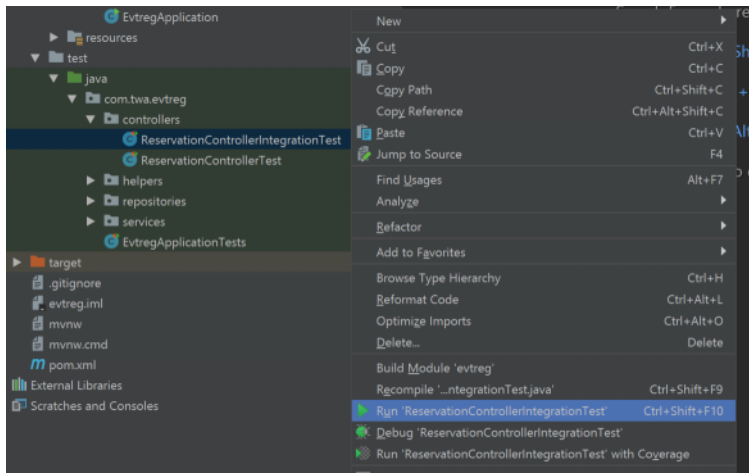 EvtregApplication
resources
test
java
com.twa.evtreg
controllers
ReservationControllerIntegrationTest
ReservationControllerTest
helpers
repositories
services
EvtregApplicationTests
target
.gitignore
evtreg.iml
mvnw
mvnw.cmd
m pom.xml
External Libraries
Scratches and Consoles
New
Cut Ctrl+X
Copy Ctrl+C
Copy Path Ctrl+Shift+C
Copy Reference Ctrl+Alt+Shift+C
Paste Ctrl+V
Jump to Source F4
Find Usages Alt+F7
Analyze
Refactor
Add to Favorites
Browse Type Hierarchy Ctrl+H
Reformat Code Ctrl+Alt+L
Optimize Imports Ctrl+Alt+O
Delete... Delete
Build Module 'evtreg'
Recompile '...ntegrationTest.java' Ctrl+Shift+F9
Run 'ReservationControllerIntegrationTest' Ctrl+Shift+F10
Debug 'ReservationControllerIntegrationTest'
Run 'ReservationControllerIntegrationTest' with Coverage